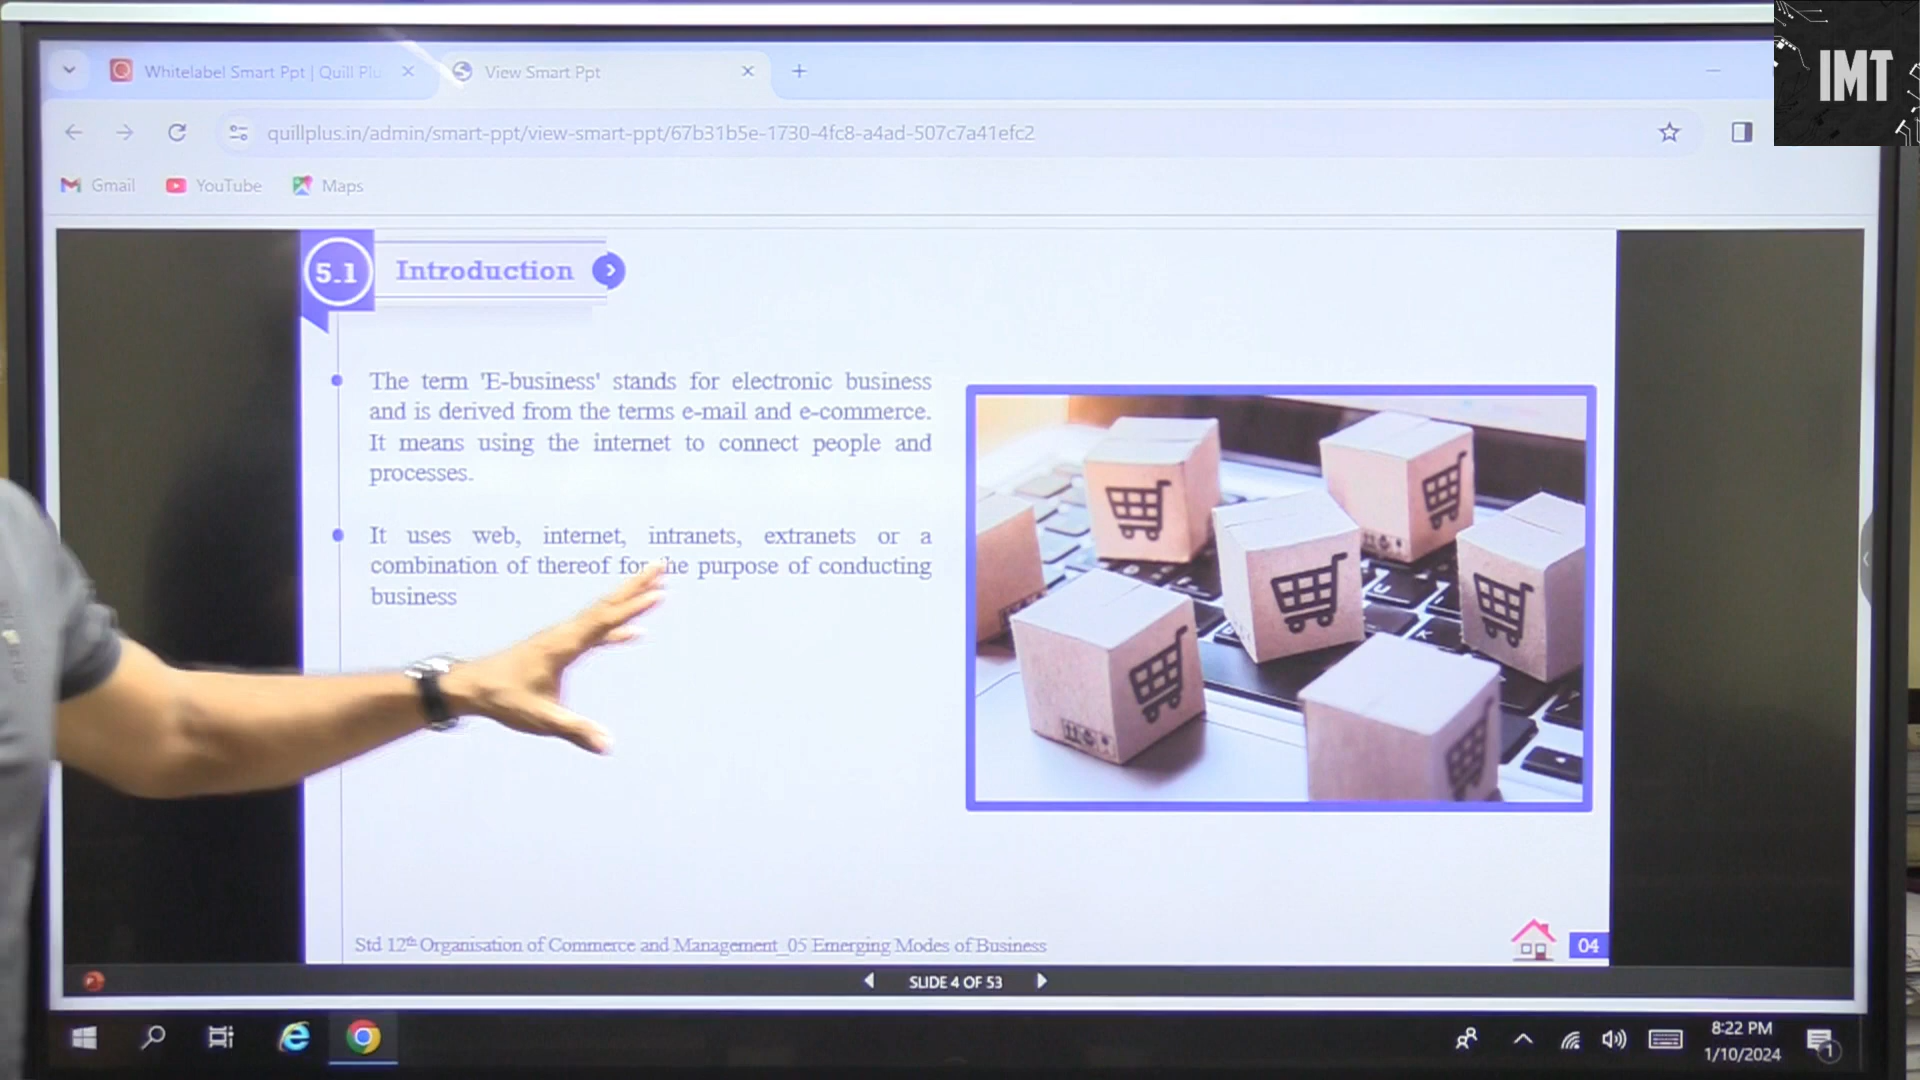 IMT
Whitelabel Smart Ppt | Quill Plu
View Smart Ppt
quillplus.in/admin/smart-ppt/view-smart-ppt/67b31b5e-1730-4fc8-a4ad-507c7a41efc2
Gmail YouTube Maps
5.1 Introduction
The term 'E-business' stands for electronic business
and is derived from the terms e-mail and e-commerce.
It means using the internet to connect people and
processes.
It uses web, internet, intranets, extranets or a
combination of thereof for the purpose of conducting
business
Std 12th Organisation of Commerce and Management_05 Emerging Modes of Business
04
SLIDE 4 OF 53
8:22 PM
1/10/2024
1